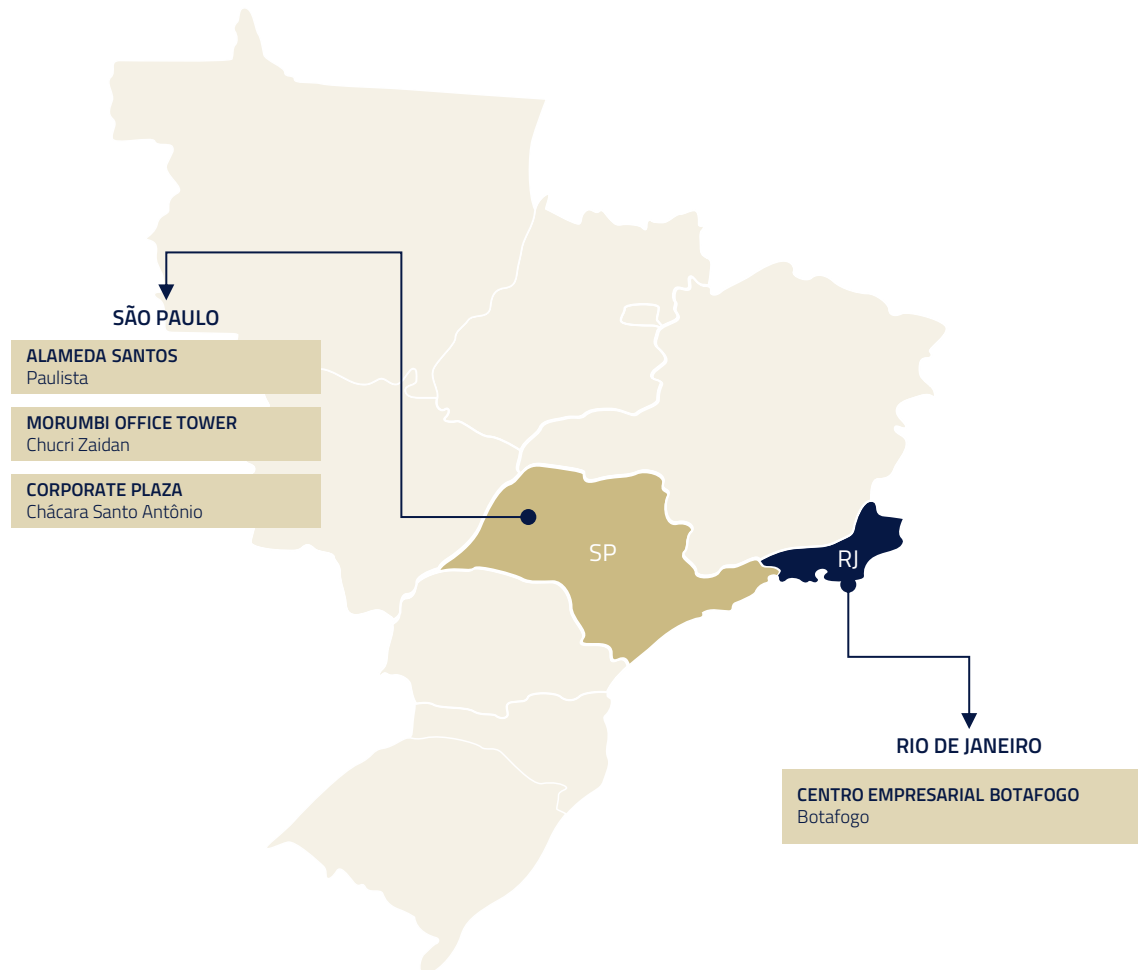 SÃO PAULO
ALAMEDA SANTOS
Paulista
MORUMBI OFFICE TOWER
Chucri Zaidan
CORPORATE PLAZA
Chácara Santo Antônio
SP
RJ
RIO DE JANEIRO
CENTRO EMPRESARIAL BOTAFOGO
Botafogo